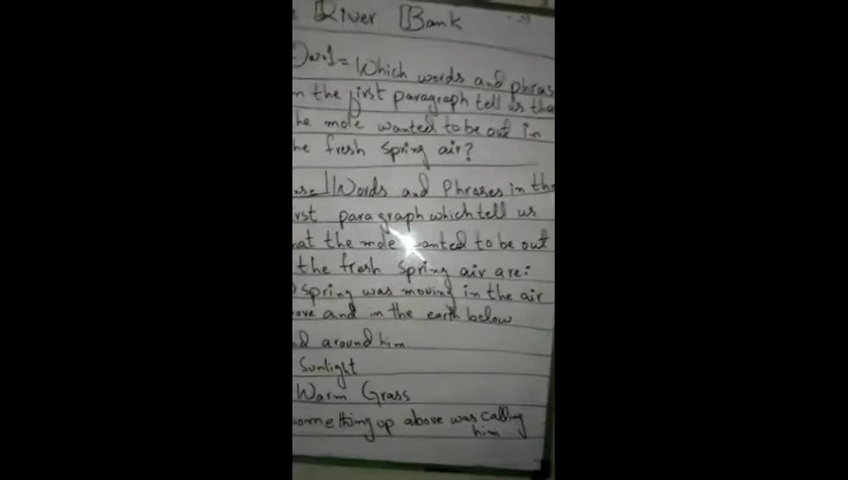 River Bank
Which words and phras
n the first paragraph tell us tha
he mole wanted to be out in
he fresh spring air?
Words and Phrases in th
rst paragraph which tell us
at the mole wanted to be out
the fresh spring air are:
Spring was moving in the air
ove and in the earth below
d around him
Sunlight
Warm Grass
omething up above was calling
him